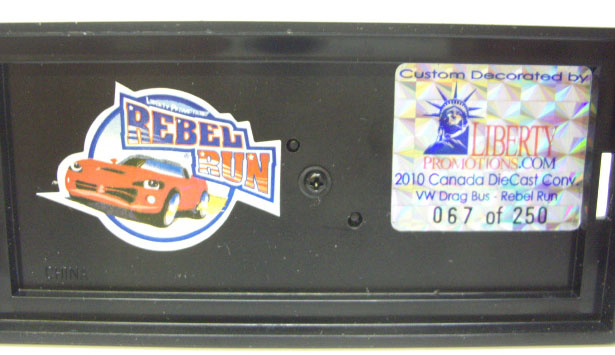 LIBERTY PROMOTIONS
REBEL
RUN
CHINA
Custom Decorated by
LIBERTY
PROMOTIONS.COM
2010 Canada DieCast Conv.
VW Drag Bus - Rebel Run
067 of 250